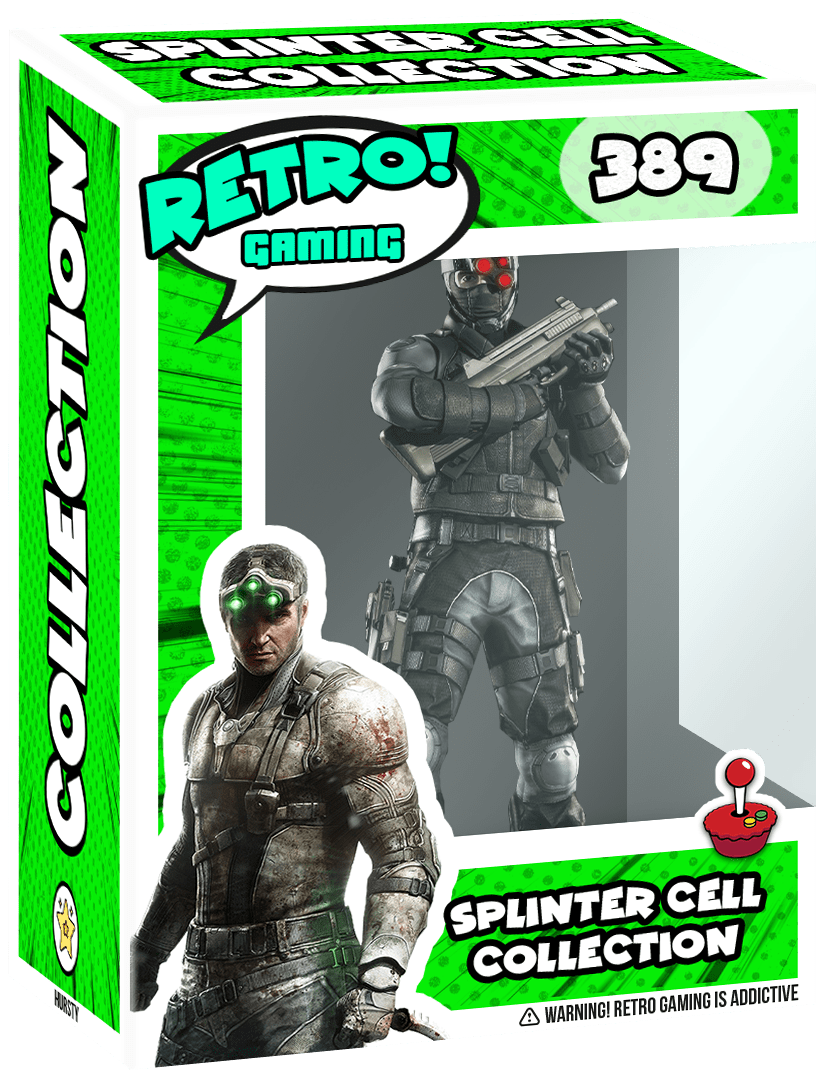 SPLINTER CELL
COLLECTION
RETRO!
GAMING
389
COLLECTION
SPLINTER CELL
COLLECTION
HURSTY
WARNING! RETRO GAMING IS ADDICTIVE